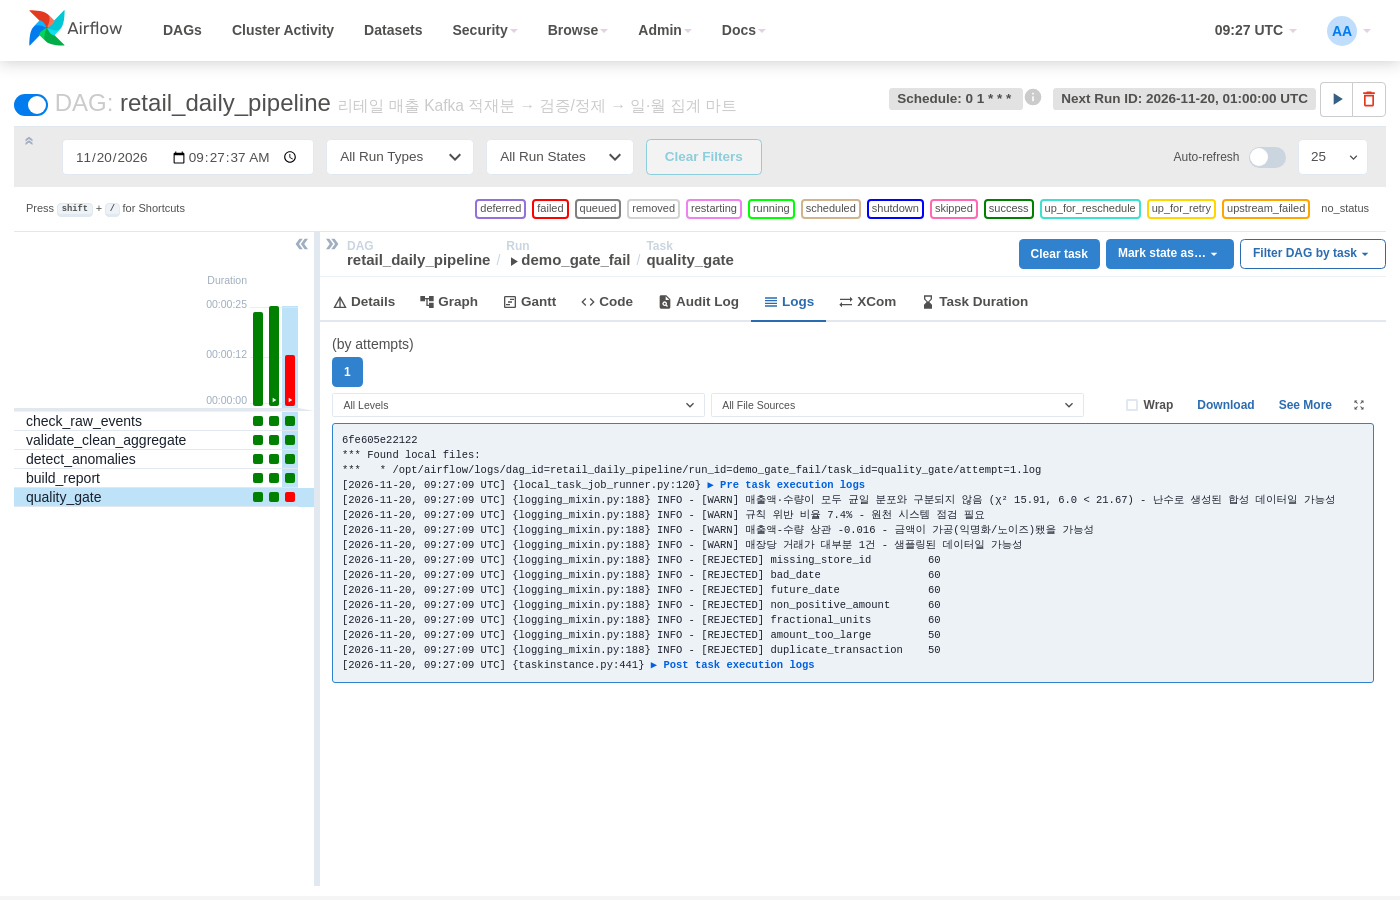 Airflow
DAGs Cluster Activity Datasets Security Browse Admin Docs 09:27 UTC AA
DAG: retail_daily_pipeline 리테일 매출 Kafka 적재분 → 검증/정제 → 일·월 집계 마트 Schedule: 0 1 * * * Next Run ID: 2026-11-20, 01:00:00 UTC
11/20/2026 09:27:37 AM All Run Types All Run States Clear Filters Auto-refresh 25
Press shift + / for Shortcuts deferred failed queued removed restarting running scheduled shutdown skipped success up_for_reschedule up_for_retry upstream_failed no_status
DAG Run Task
retail_daily_pipeline / demo_gate_fail / quality_gate Clear task Mark state as… Filter DAG by task
Duration
00:00:25
00:00:12
00:00:00
check_raw_events
validate_clean_aggregate
detect_anomalies
build_report
quality_gate
Details Graph Gantt Code Audit Log Logs XCom Task Duration
(by attempts)
1
All Levels All File Sources Wrap Download See More
6fe605e22122
*** Found local files:
***   * /opt/airflow/logs/dag_id=retail_daily_pipeline/run_id=demo_gate_fail/task_id=quality_gate/attempt=1.log
[2026-11-20, 09:27:09 UTC] {local_task_job_runner.py:120} ▶ Pre task execution logs
[2026-11-20, 09:27:09 UTC] {logging_mixin.py:188} INFO - [WARN] 매출액·수량이 모두 균일 분포와 구분되지 않음 (χ² 15.91, 6.0 < 21.67) - 난수로 생성된 합성 데이터일 가능성
[2026-11-20, 09:27:09 UTC] {logging_mixin.py:188} INFO - [WARN] 규칙 위반 비율 7.4% - 원천 시스템 점검 필요
[2026-11-20, 09:27:09 UTC] {logging_mixin.py:188} INFO - [WARN] 매출액-수량 상관 -0.016 - 금액이 가공(익명화/노이즈)됐을 가능성
[2026-11-20, 09:27:09 UTC] {logging_mixin.py:188} INFO - [WARN] 매장당 거래가 대부분 1건 - 샘플링된 데이터일 가능성
[2026-11-20, 09:27:09 UTC] {logging_mixin.py:188} INFO - [REJECTED] missing_store_id         60
[2026-11-20, 09:27:09 UTC] {logging_mixin.py:188} INFO - [REJECTED] bad_date                 60
[2026-11-20, 09:27:09 UTC] {logging_mixin.py:188} INFO - [REJECTED] future_date              60
[2026-11-20, 09:27:09 UTC] {logging_mixin.py:188} INFO - [REJECTED] non_positive_amount      60
[2026-11-20, 09:27:09 UTC] {logging_mixin.py:188} INFO - [REJECTED] fractional_units         60
[2026-11-20, 09:27:09 UTC] {logging_mixin.py:188} INFO - [REJECTED] amount_too_large         50
[2026-11-20, 09:27:09 UTC] {logging_mixin.py:188} INFO - [REJECTED] duplicate_transaction    50
[2026-11-20, 09:27:09 UTC] {taskinstance.py:441} ▶ Post task execution logs